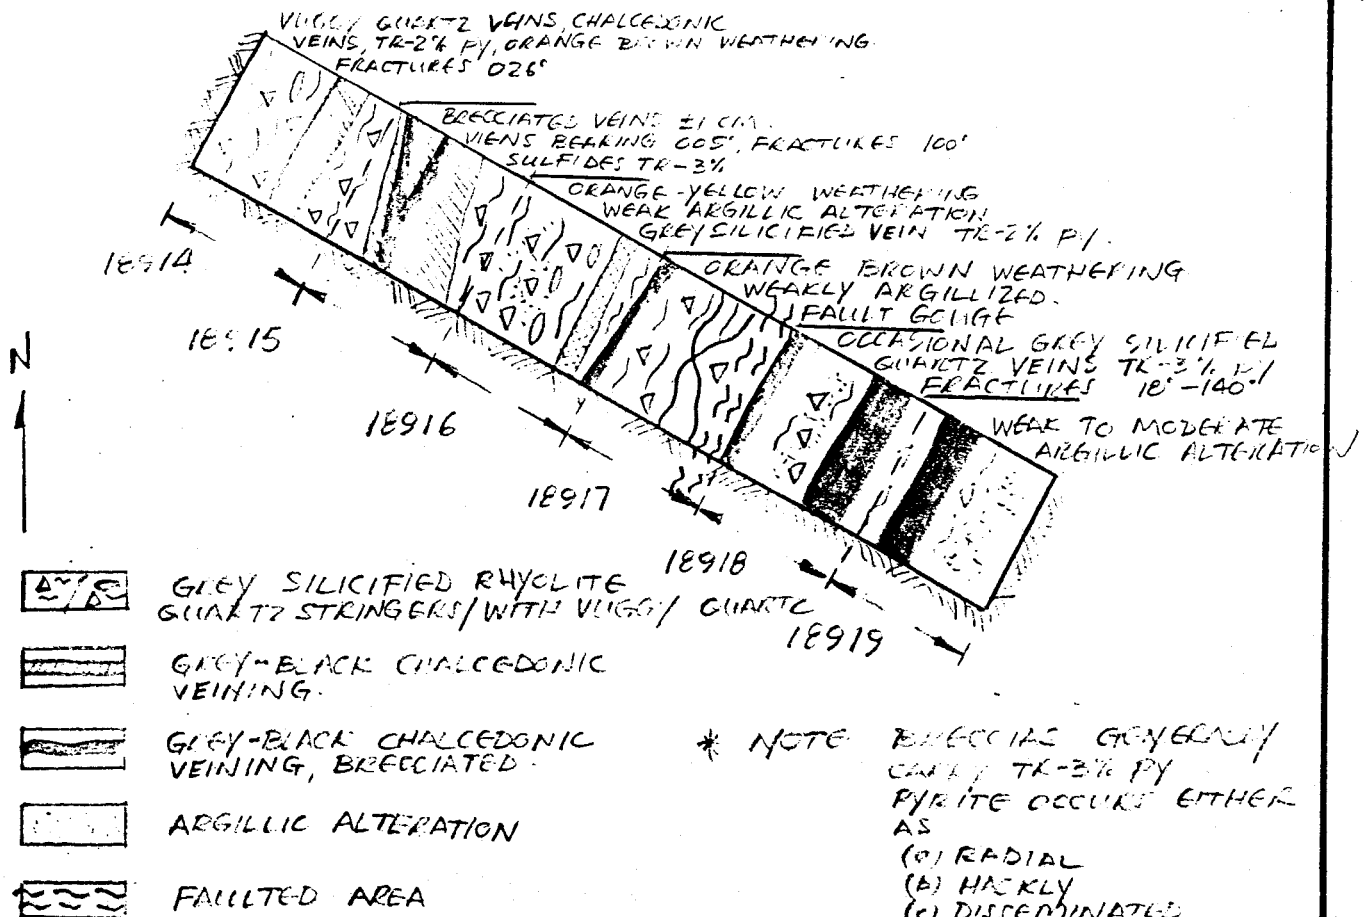 VUGGY QUARTZ VEINS, CHALCEDONIC
VEINS, TR-2% PY, ORANGE BROWN WEATHERING
FRACTURES 026°
BRECCIATED VEINS ±1 CM.
VIENS BEARING 005°, FRACTURES 100°
SULFIDES TR-3%
ORANGE-YELLOW WEATHERING
WEAK ARGILLIC ALTERATION
GREY SILICIFIED VEIN TR-2% PY.
ORANGE BROWN WEATHERING
WEAKLY ARGILLIZED.
FAULT GOUGE
OCCASIONAL GREY SILICIFIED
QUARTZ VEINS TR-3% PY
FRACTURES 18°-140°
WEAK TO MODERATE
ARGILLIC ALTERATION
18914
18915
18916
18917
18918
18919
N
GREY SILICIFIED RHYOLITE
QUARTZ STRINGERS/WITH VUGGY QUARTZ
GREY-BLACK CHALCEDONIC
VEINING.
GREY-BLACK CHALCEDONIC
VEINING, BRECCIATED.
ARGILLIC ALTERATION
FAULTED AREA
* NOTE BRECCIAS GENERALLY
CARRY TR-3% PY
PYRITE OCCURS EITHER
AS
(a) RADIAL
(b) HACKLY
(c) DISSEMINATED